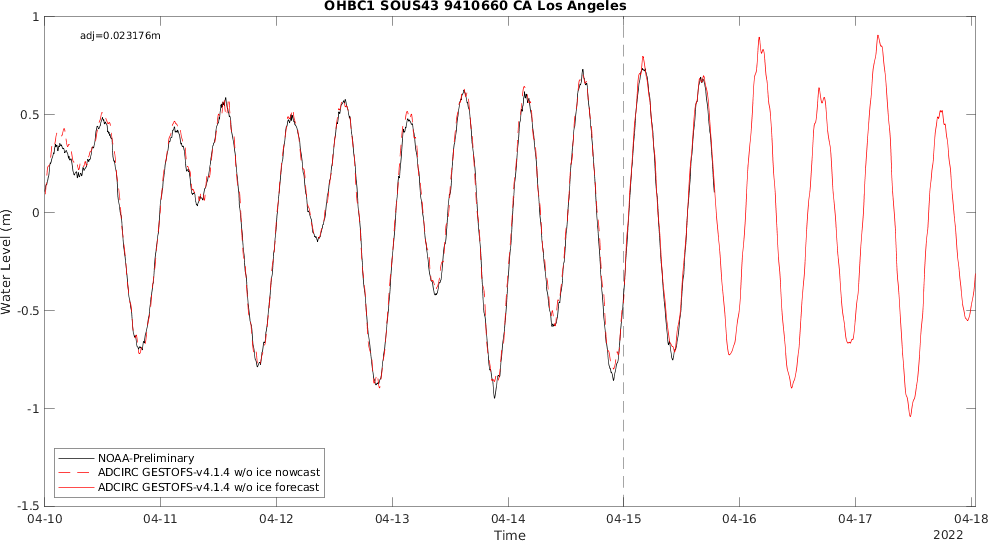 OHBC1 SOUS43 9410660 CA Los Angeles
adj=0.023176m
1
0.5
0
-0.5
-1
-1.5
Water Level (m)
NOAA-Preliminary
ADCIRC GESTOFS-v4.1.4 w/o ice nowcast
ADCIRC GESTOFS-v4.1.4 w/o ice forecast
04-10 04-11 04-12 04-13 04-14 04-15 04-16 04-17 04-18
Time
2022